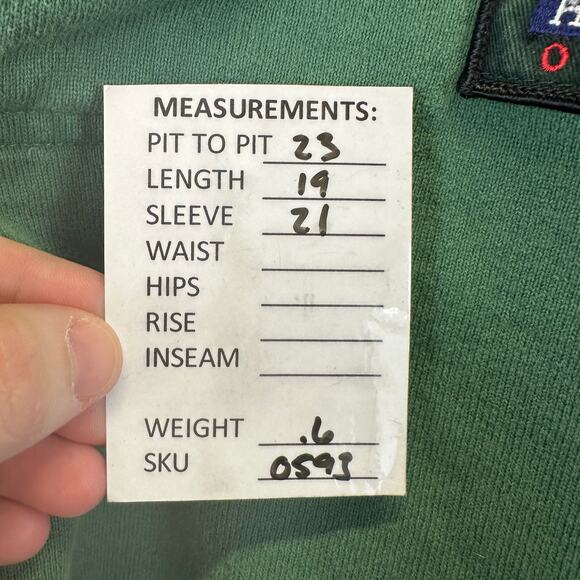 O
MEASUREMENTS:
PIT TO PIT 23
LENGTH 19
SLEEVE 21
WAIST
HIPS
RISE
INSEAM
WEIGHT .6
SKU 0593